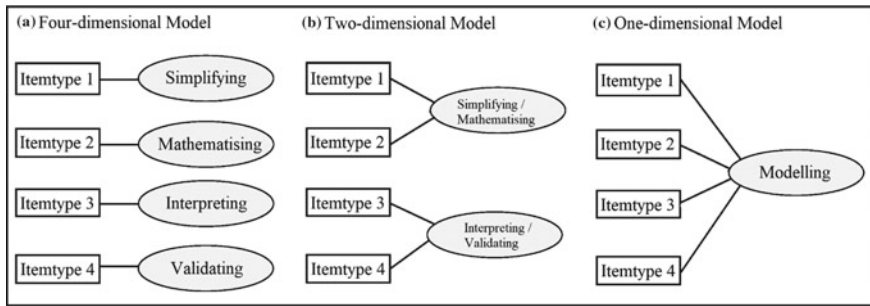 (a) Four-dimensional Model
Itemtype 1
Simplifying
Itemtype 2
Mathematising
Itemtype 3
Interpreting
Itemtype 4
Validating
(b) Two-dimensional Model
Itemtype 1
Itemtype 2
Simplifying /
Mathematising
Itemtype 3
Itemtype 4
Interpreting /
Validating
(c) One-dimensional Model
Itemtype 1
Itemtype 2
Itemtype 3
Itemtype 4
Modelling